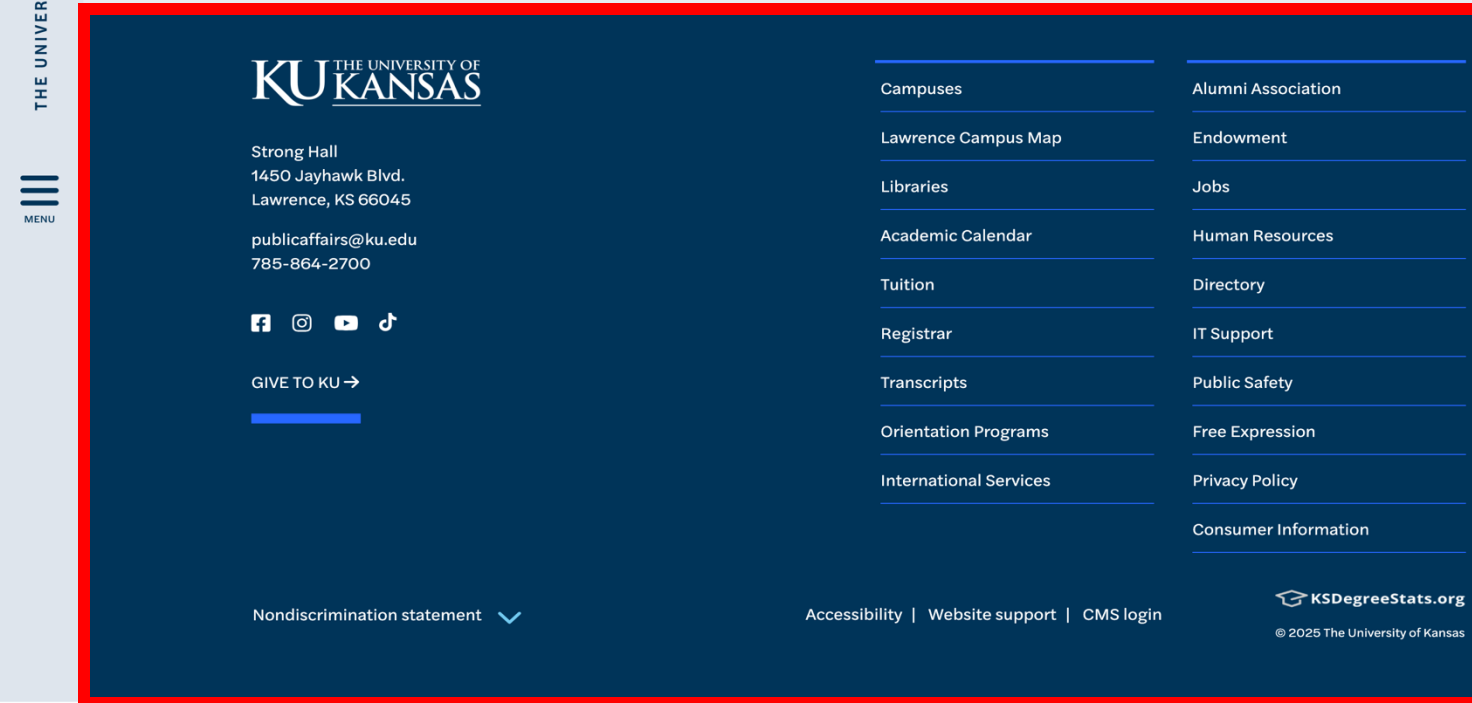 THE UNIVER
MENU
KU THE UNIVERSITY OF
KANSAS
Strong Hall
1450 Jayhawk Blvd.
Lawrence, KS 66045
publicaffairs@ku.edu
785-864-2700
GIVE TO KU →
Campuses
Lawrence Campus Map
Libraries
Academic Calendar
Tuition
Registrar
Transcripts
Orientation Programs
International Services
Alumni Association
Endowment
Jobs
Human Resources
Directory
IT Support
Public Safety
Free Expression
Privacy Policy
Consumer Information
Nondiscrimination statement
Accessibility | Website support | CMS login
KSDegreeStats.org
© 2025 The University of Kansas